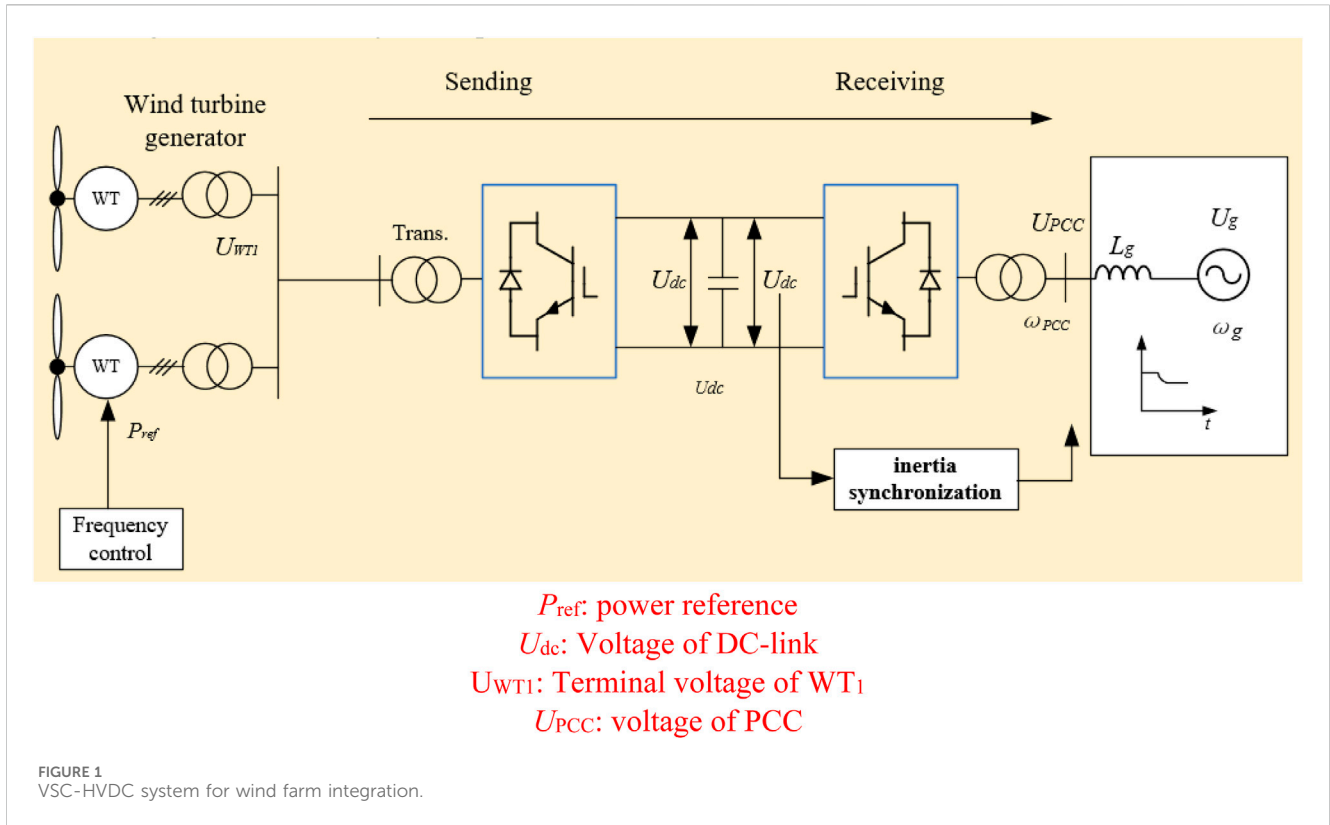 Sending
Receiving
Wind turbine
generator
WT
U_WT1
Trans.
U_dc
U_dc
U_PCC
L_g
U_g
ω_PCC
ω_g
t
WT
P_ref
Udc
inertia
synchronization
Frequency
control
P_ref: power reference
U_dc: Voltage of DC-link
U_WT1: Terminal voltage of WT_1
U_PCC: voltage of PCC
FIGURE 1
VSC-HVDC system for wind farm integration.